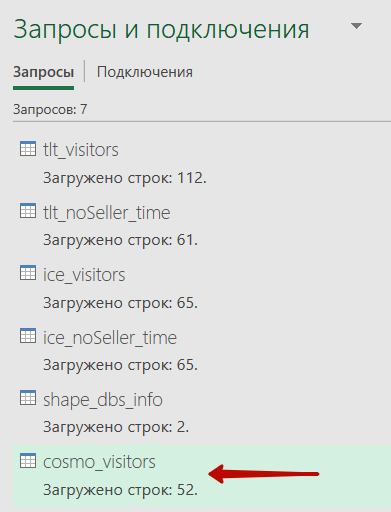 Запросы и подключения
Запросы Подключения
Запросов: 7
tlt_visitors
Загружено строк: 112.
tlt_noSeller_time
Загружено строк: 61.
ice_visitors
Загружено строк: 65.
ice_noSeller_time
Загружено строк: 65.
shape_dbs_info
Загружено строк: 2.
cosmo_visitors
Загружено строк: 52.